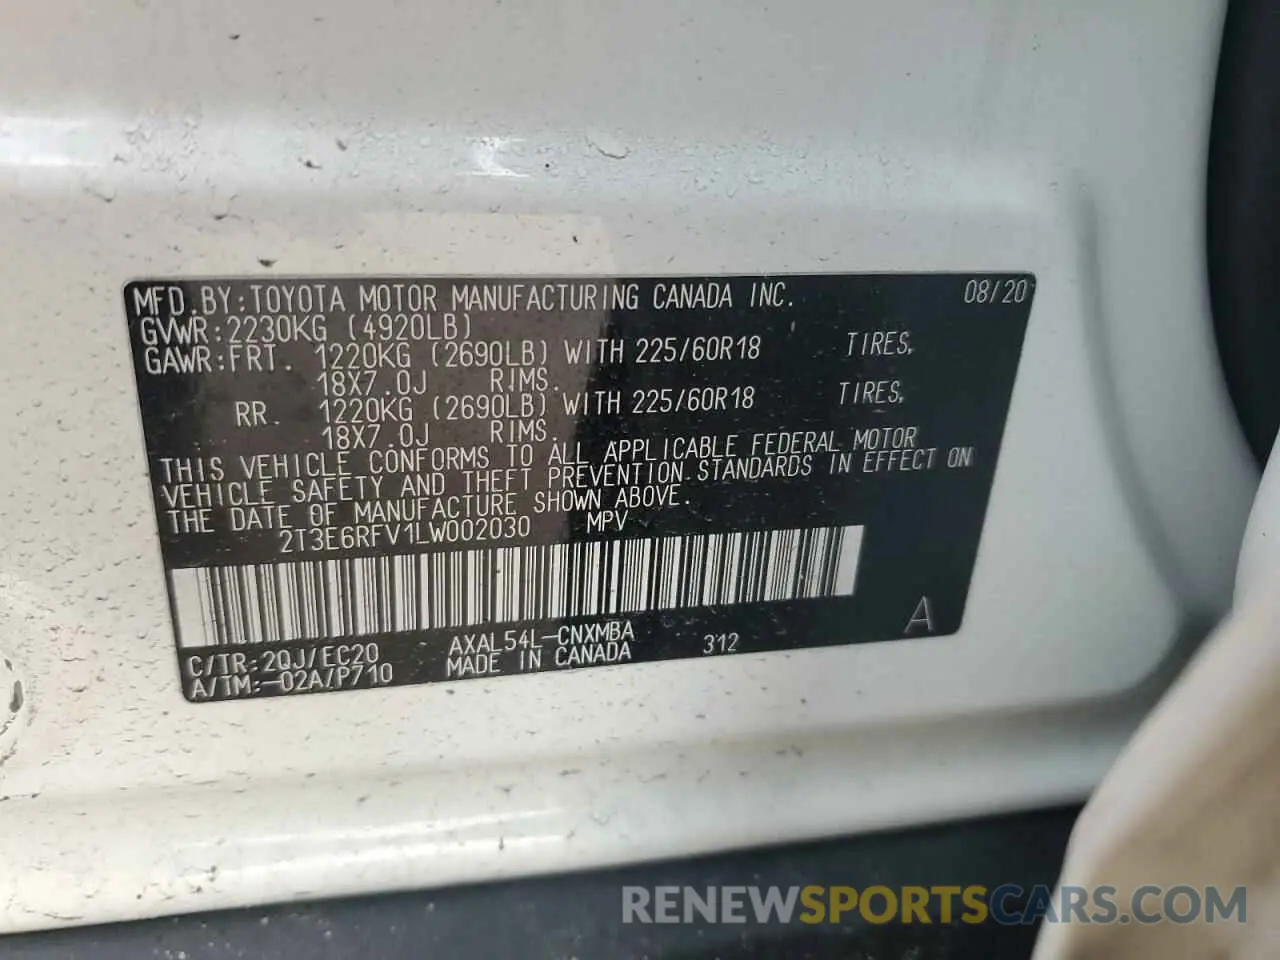 MFD.BY:TOYOTA MOTOR MANUFACTURING CANADA INC. 08/20
GVWR:2230KG (4920LB)
GAWR:FRT. 1220KG (2690LB) WITH 225/60R18 TIRES,
18X7.0J RIMS.
RR. 1220KG (2690LB) WITH 225/60R18 TIRES,
18X7.0J RIMS.
THIS VEHICLE CONFORMS TO ALL APPLICABLE FEDERAL MOTOR
VEHICLE SAFETY AND THEFT PREVENTION STANDARDS IN EFFECT ON
THE DATE OF MANUFACTURE SHOWN ABOVE.
2T3E6RFV1LW002030 MPV
A
C/TR:2QJ/EC20 AXAL54L-CNXMBA 312
A/TM:-02A/P710 MADE IN CANADA
RENEWSPORTSCARS.COM